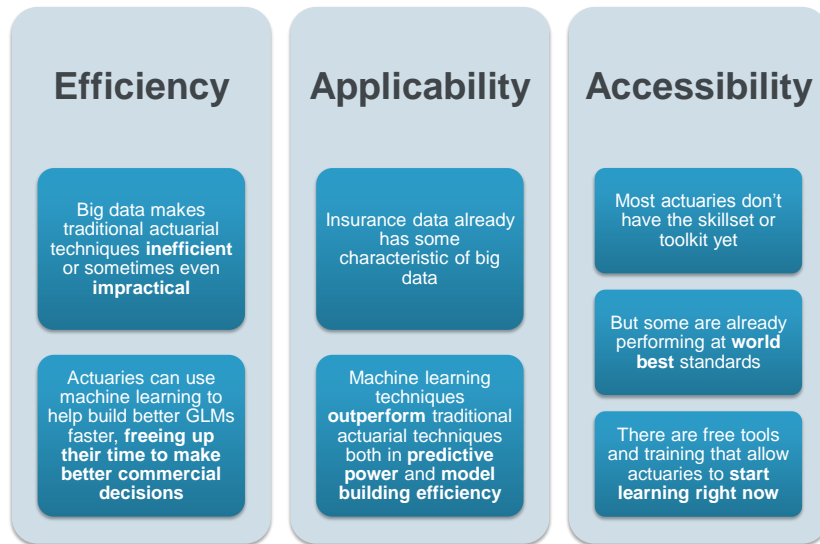 Efficiency
Big data makes
traditional actuarial
techniques inefficient
or sometimes even
impractical
Actuaries can use
machine learning to
help build better GLMs
faster, freeing up
their time to make
better commercial
decisions
Applicability
Insurance data already
has some
characteristic of big
data
Machine learning
techniques
outperform traditional
actuarial techniques
both in predictive
power and model
building efficiency
Accessibility
Most actuaries don’t
have the skillset or
toolkit yet
But some are already
performing at world
best standards
There are free tools
and training that allow
actuaries to start
learning right now